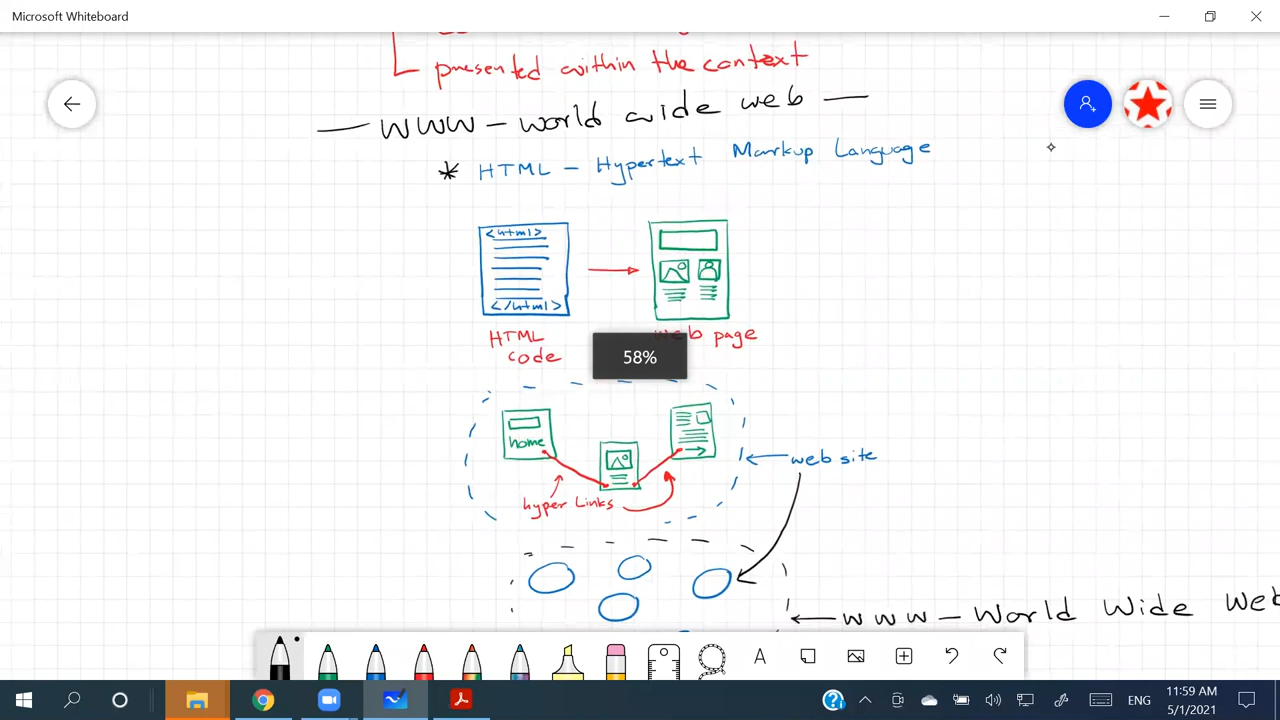 Microsoft Whiteboard
presented within the context
WWW - world wide web
* HTML - Hypertext Markup Language
<html>
</html>
HTML
code
web page
58%
home
hyper Links
web site
WWW - World Wide Web
A
ENG
11:59 AM
5/1/2021